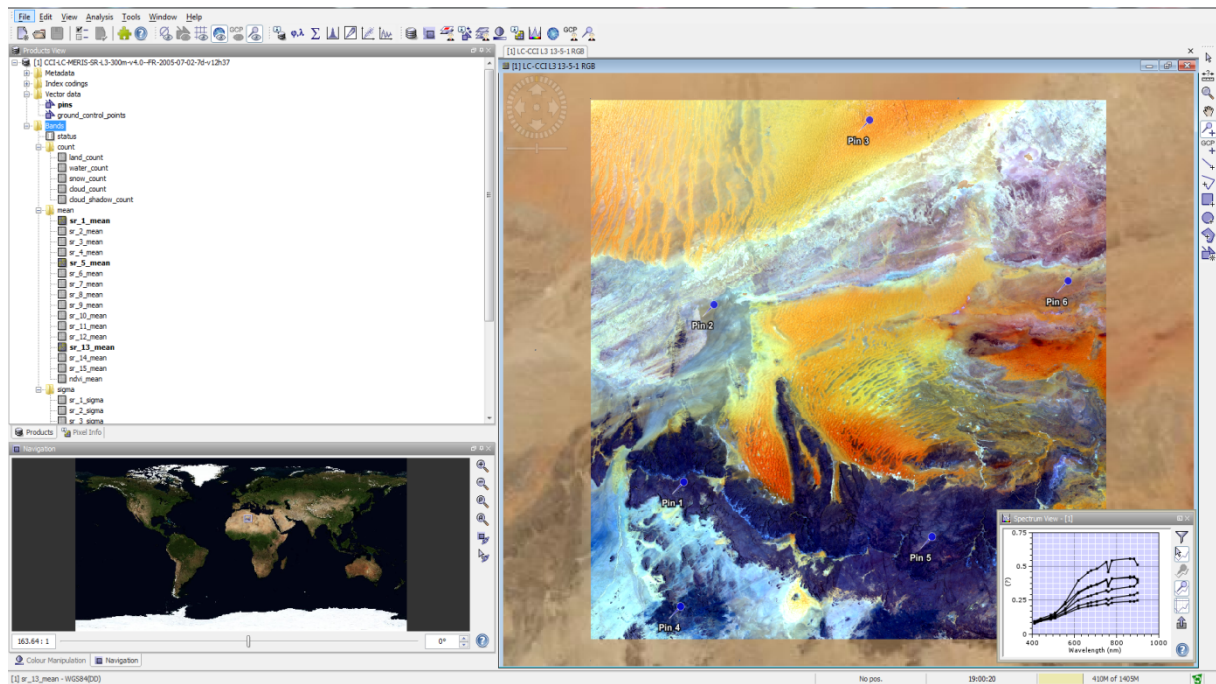 File Edit View Analysis Tools Window Help
GCP
Products View
[1] CCI-LC-MERIS-SR-L3-300m-v4.0--FR-2005-07-02-7d-v12h37
Metadata
Index codings
Vector data
pins
ground_control_points
Bands
status
count
land_count
water_count
snow_count
cloud_count
cloud_shadow_count
mean
sr_1_mean
sr_2_mean
sr_3_mean
sr_4_mean
sr_5_mean
sr_6_mean
sr_7_mean
sr_8_mean
sr_9_mean
sr_10_mean
sr_11_mean
sr_12_mean
sr_13_mean
sr_14_mean
sr_15_mean
ndvi_mean
sigma
sr_1_sigma
sr_2_sigma
sr_3_sigma
Products Pixel Info
Navigation
163.64 : 1
0°
Colour Manipulation Navigation
[1] sr_13_mean - WGS84(DD)
φ,λ Σ
GCP
[1] LC-CCI L3 13-5-1 RGB
[1] LC-CCI L3 13-5-1 RGB
Pin 3
Pin 6
Pin 2
Pin 1
Pin 5
Pin 4
GCP
Spectrum View - [1]
0.75
0.5
(?)
0.25
0
400 600 800 1000
Wavelength (nm)
No pos.
19:00:20
410M of 1405M